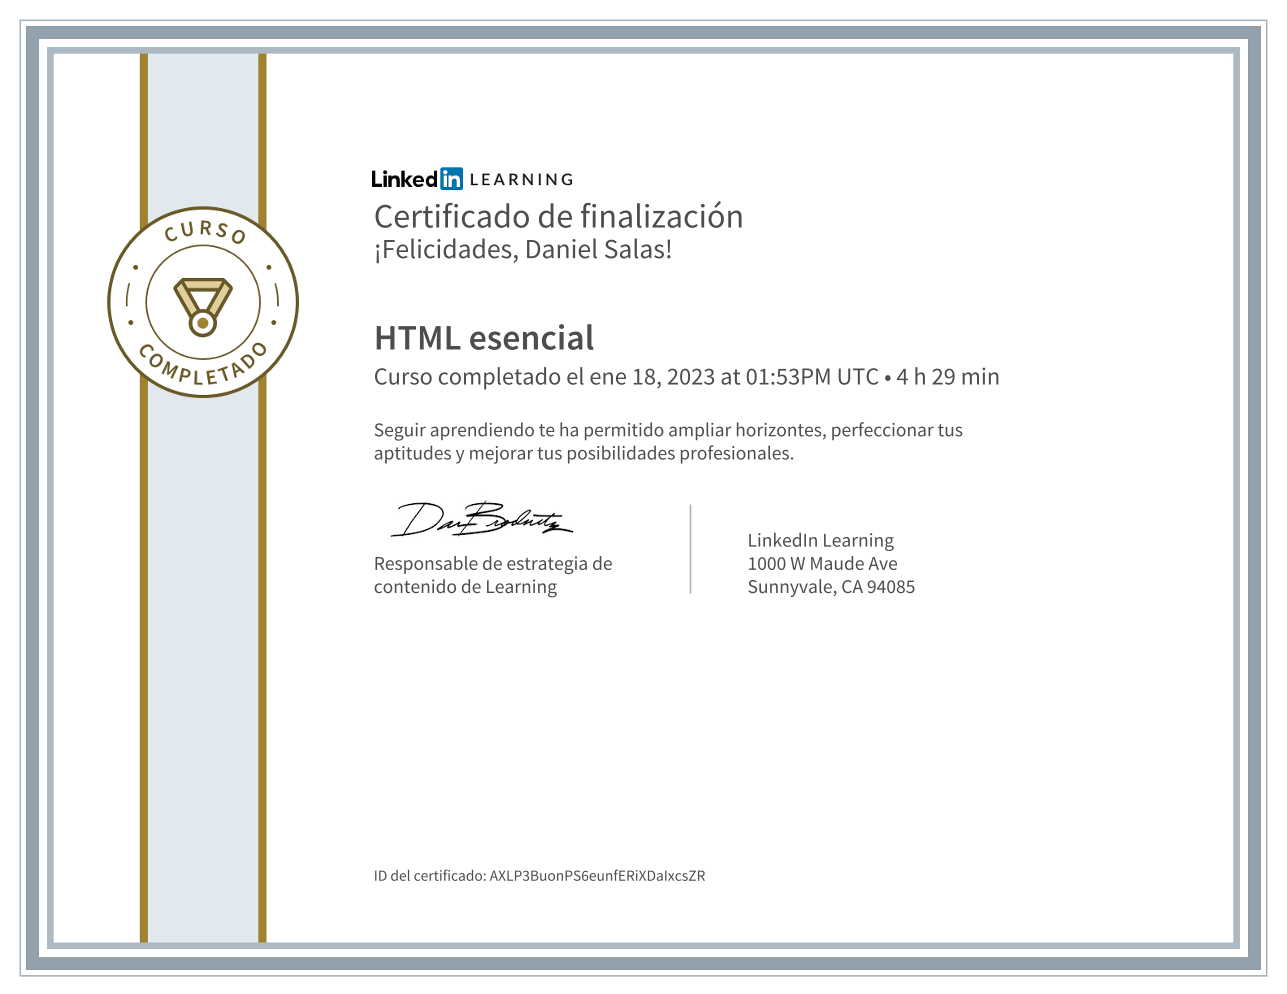 LinkedIn LEARNING
Certificado de finalización
¡Felicidades, Daniel Salas!
CURSO
COMPLETADO
HTML esencial
Curso completado el ene 18, 2023 at 01:53PM UTC • 4 h 29 min
Seguir aprendiendo te ha permitido ampliar horizontes, perfeccionar tus
aptitudes y mejorar tus posibilidades profesionales.
Dan Brodnitz
Responsable de estrategia de
contenido de Learning
LinkedIn Learning
1000 W Maude Ave
Sunnyvale, CA 94085
ID del certificado: AXLP3BuonPS6eunfERiXDaIxcsZR